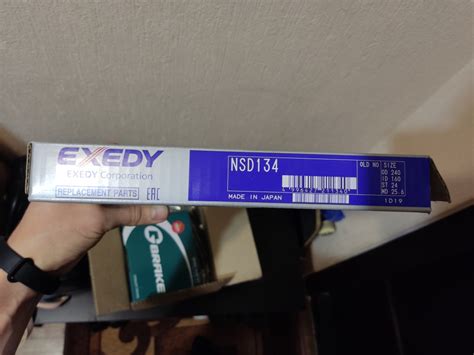 EXEDY
EXEDY Corporation
REPLACEMENT PARTS EAC
NSD134
MADE IN JAPAN
OLD NO SIZE
OD 240
ID 160
ST 24
MD 25.6
1D19
G
BRAKE